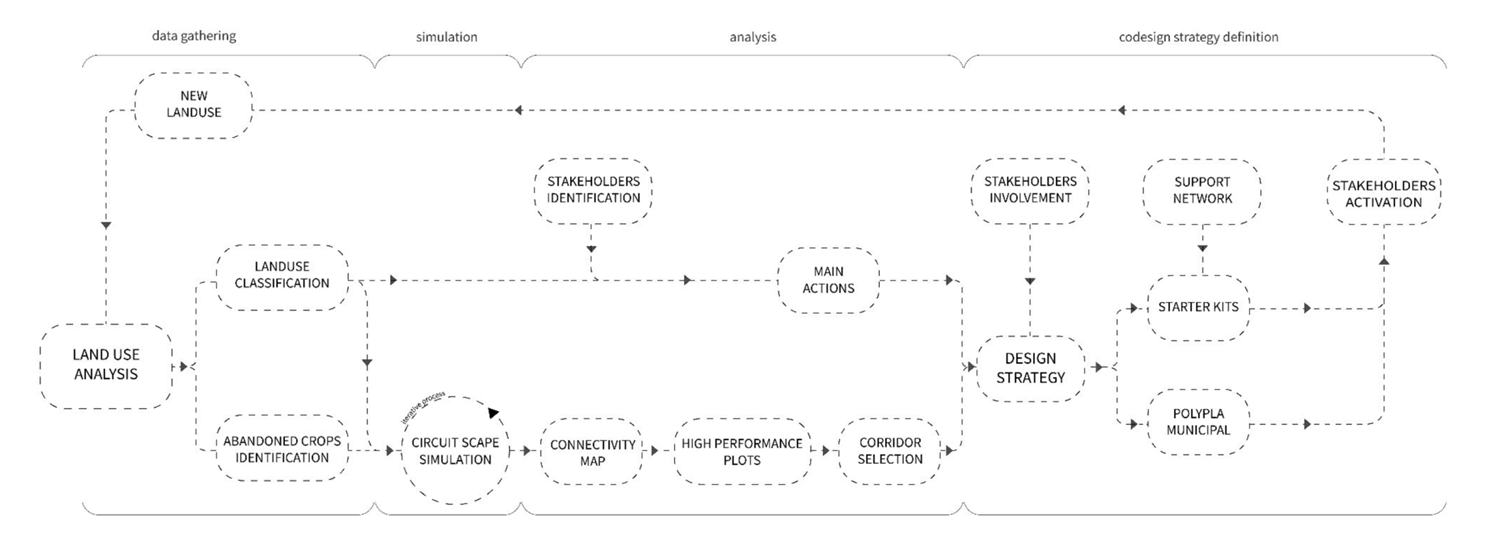 data gathering
simulation
analysis
codesign strategy definition
NEW
LANDUSE
STAKEHOLDERS
IDENTIFICATION
STAKEHOLDERS
INVOLVEMENT
SUPPORT
NETWORK
STAKEHOLDERS
ACTIVATION
LANDUSE
CLASSIFICATION
MAIN
ACTIONS
STARTER KITS
LAND USE
ANALYSIS
DESIGN
STRATEGY
iterative process
ABANDONED CROPS
IDENTIFICATION
CIRCUIT SCAPE
SIMULATION
CONNECTIVITY
MAP
HIGH PERFORMANCE
PLOTS
CORRIDOR
SELECTION
POLYPLA
MUNICIPAL